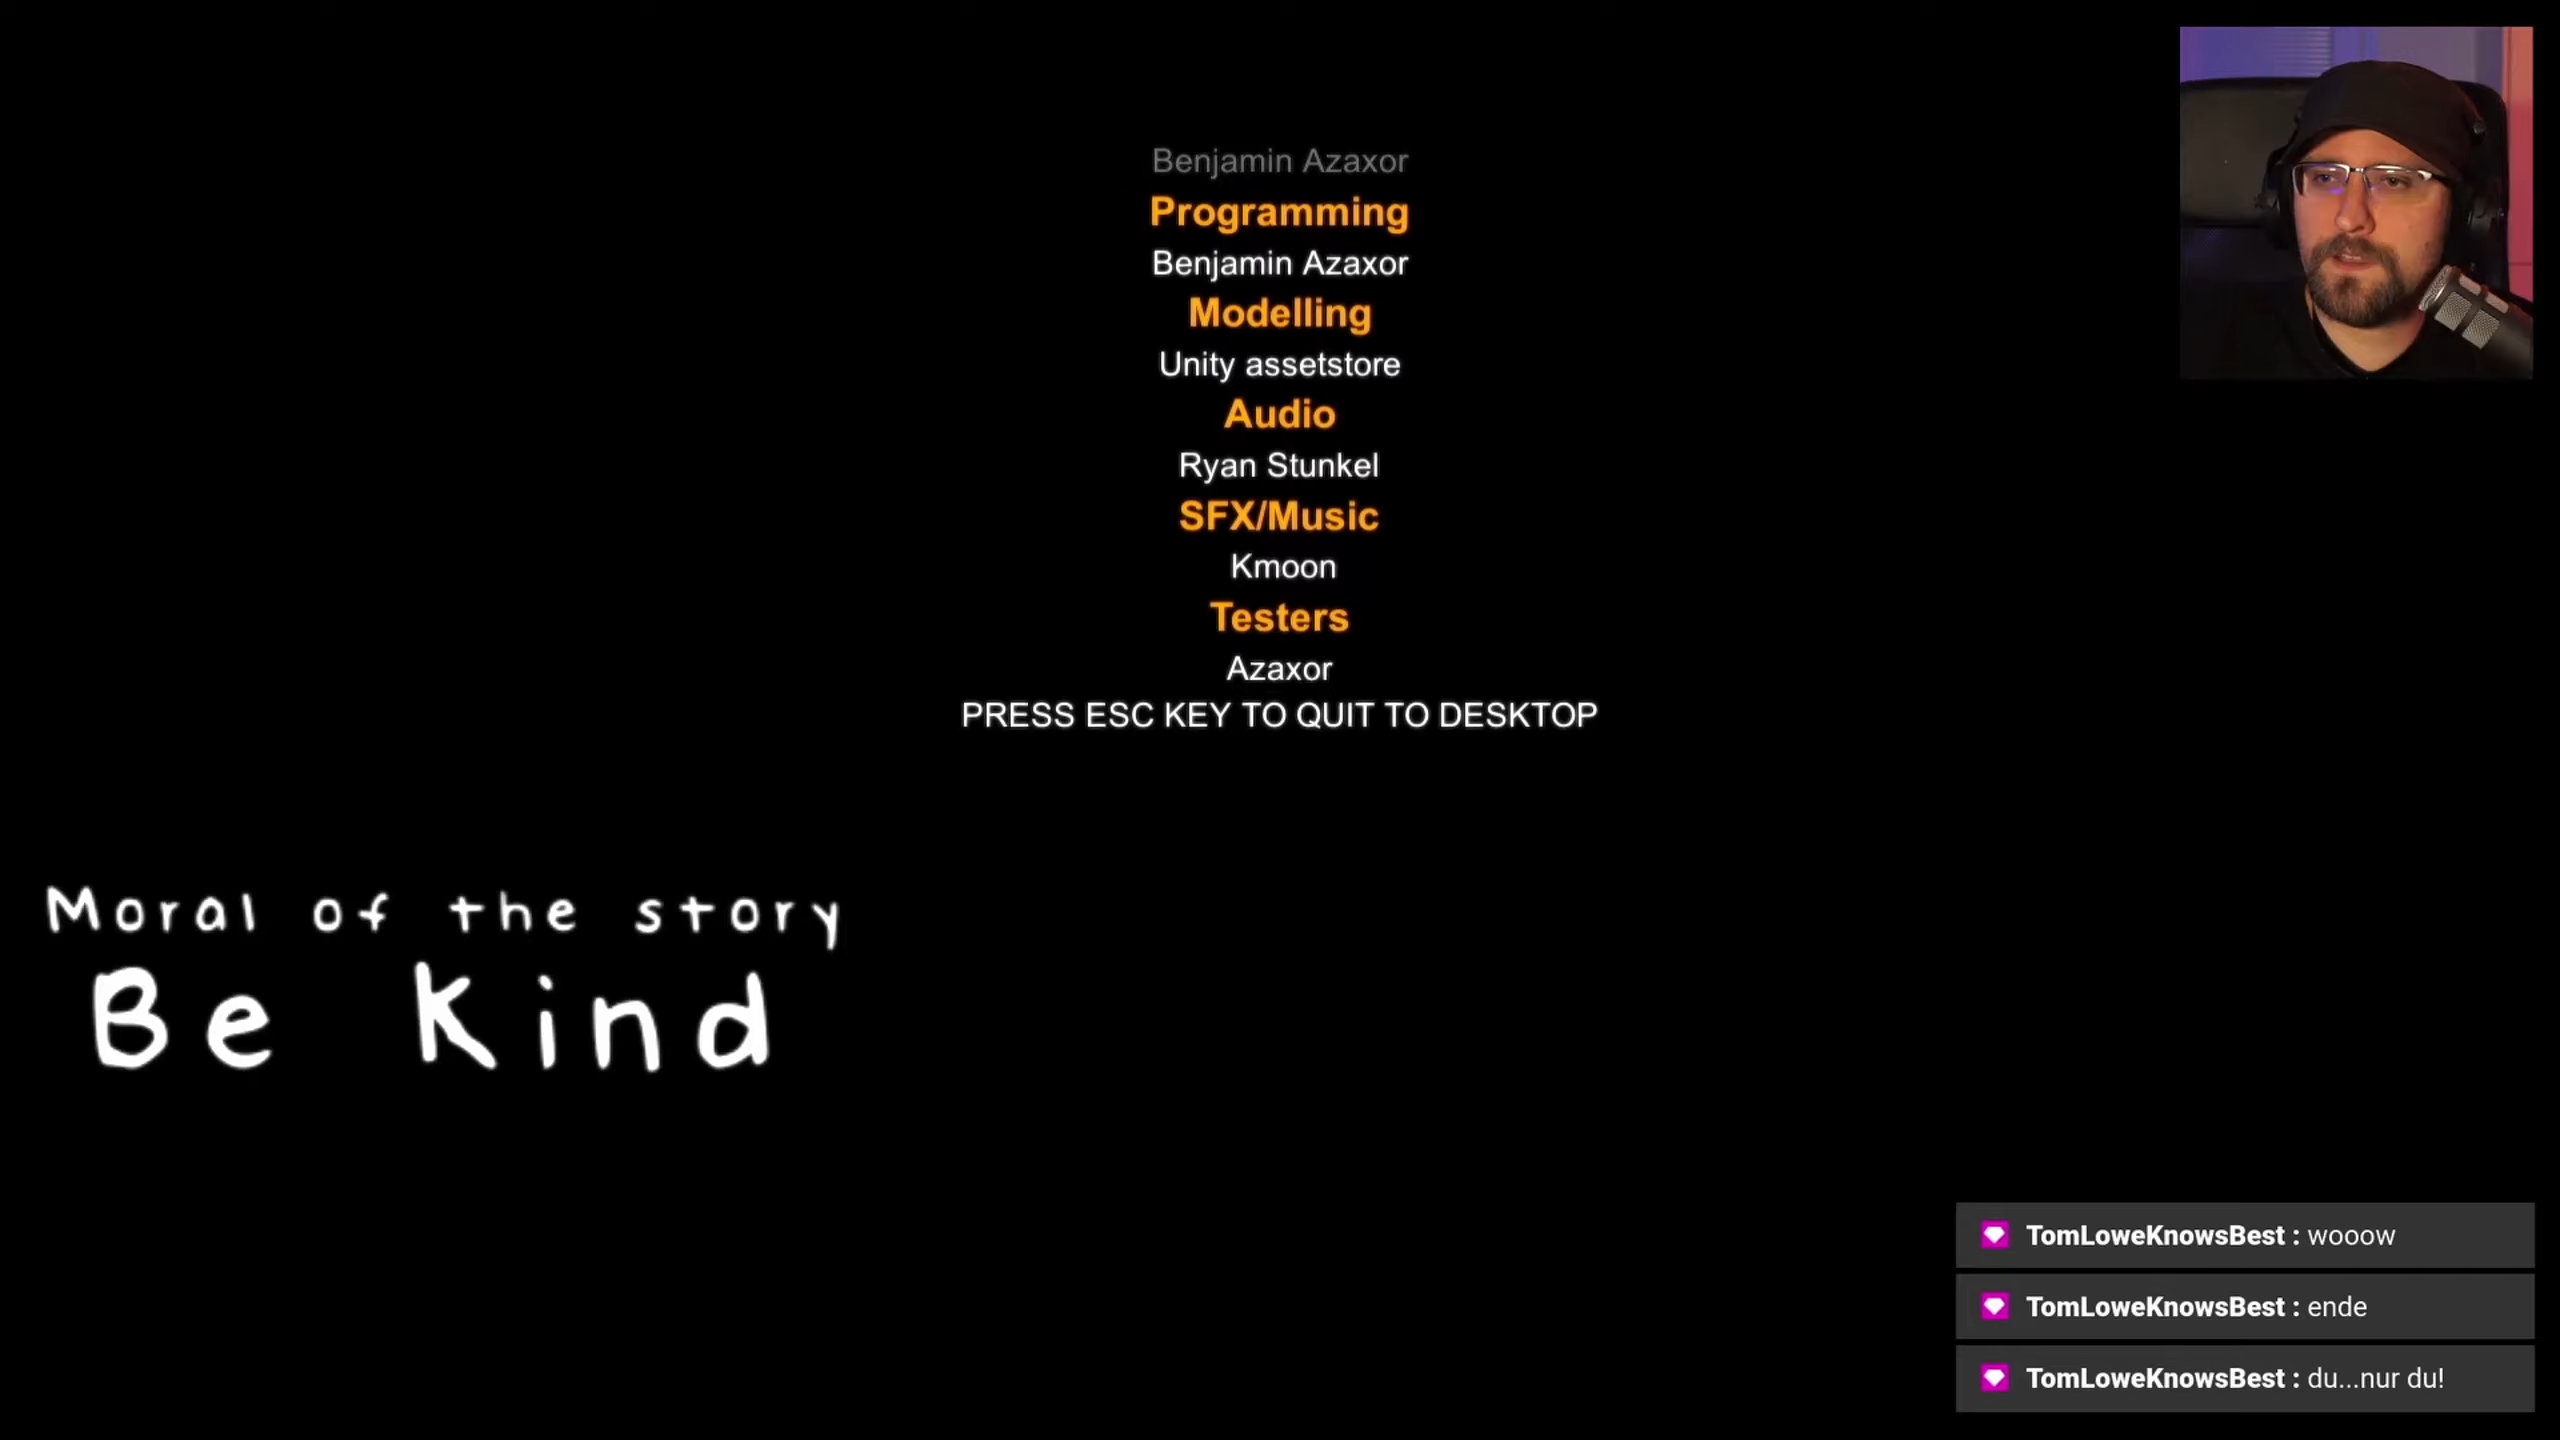 Benjamin Azaxor
Programming
Benjamin Azaxor
Modelling
Unity assetstore
Audio
Ryan Stunkel
SFX/Music
Kmoon
Testers
Azaxor
PRESS ESC KEY TO QUIT TO DESKTOP
Moral of the story
Be Kind
TomLoweKnowsBest : wooow
TomLoweKnowsBest : ende
TomLoweKnowsBest : du...nur du!